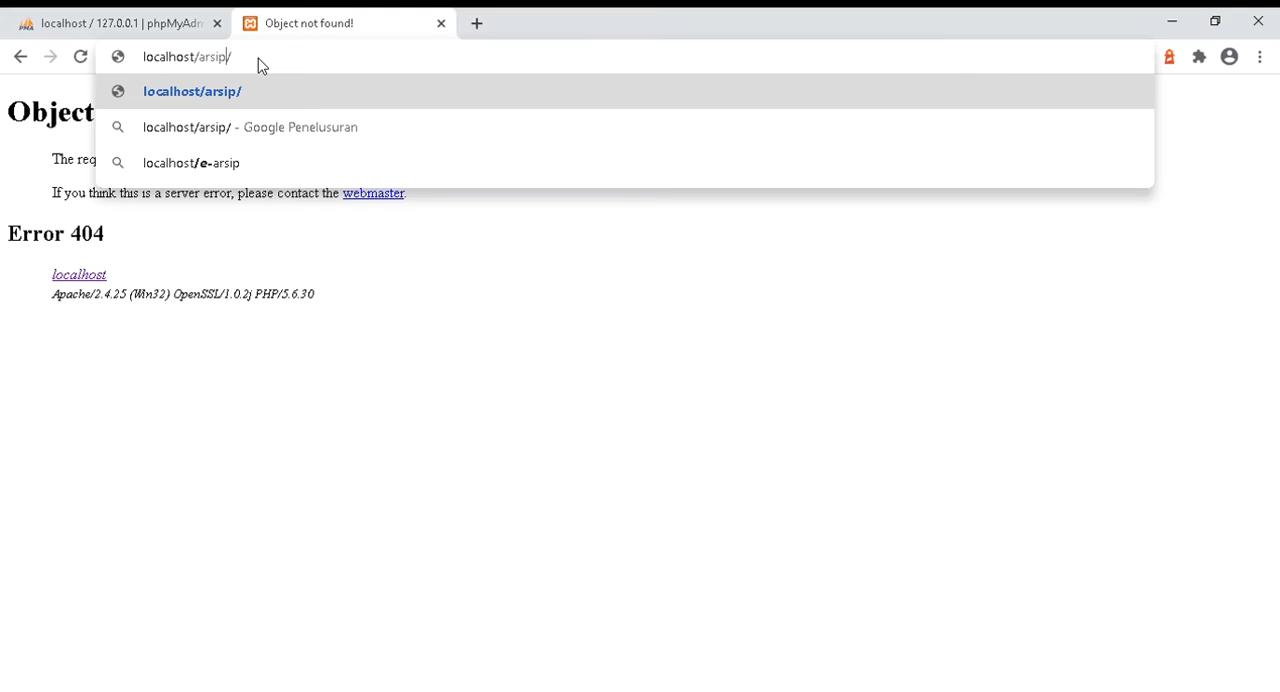 localhost / 127.0.0.1 | phpMyAdm
Object not found!
localhost/arsip/
localhost/arsip/
localhost/arsip/ - Google Penelusuran
localhost/e-arsip
Object
The req
If you think this is a server error, please contact the webmaster.
Error 404
localhost
Apache/2.4.25 (Win32) OpenSSL/1.0.2j PHP/5.6.30